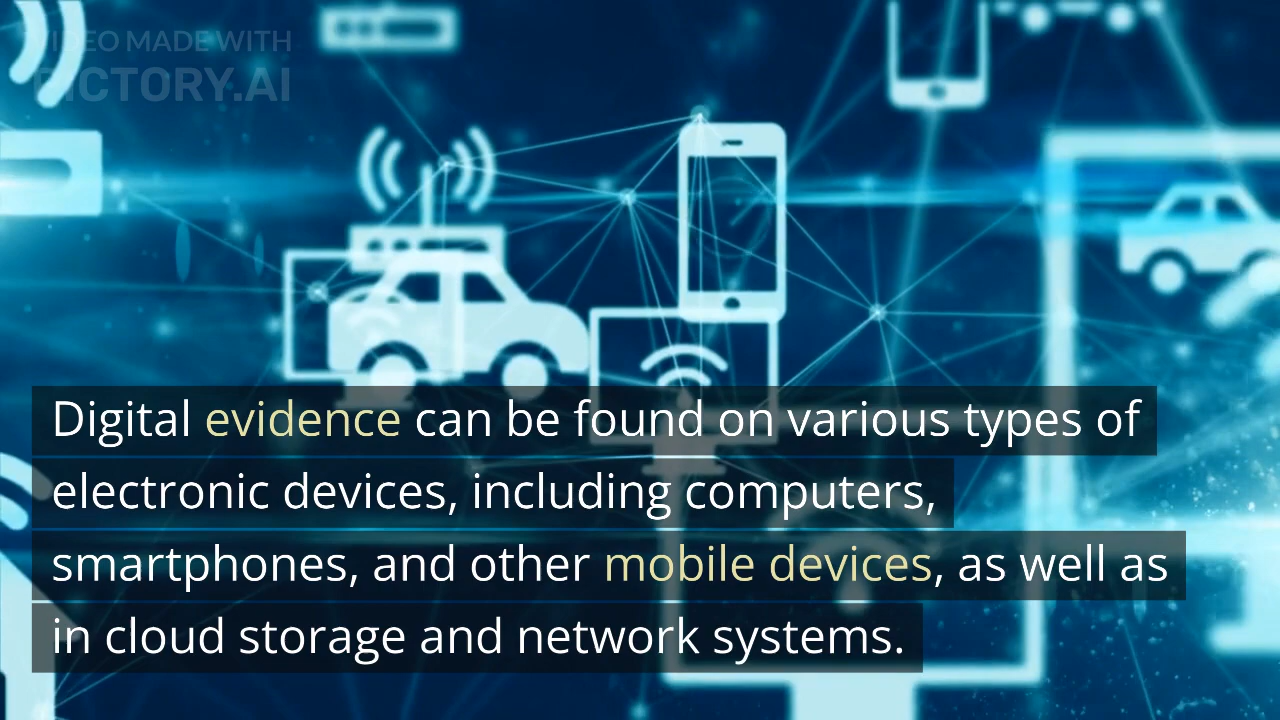 VIDEO MADE WITH
PICTORY.AI
Digital evidence can be found on various types of
electronic devices, including computers,
smartphones, and other mobile devices, as well as
in cloud storage and network systems.